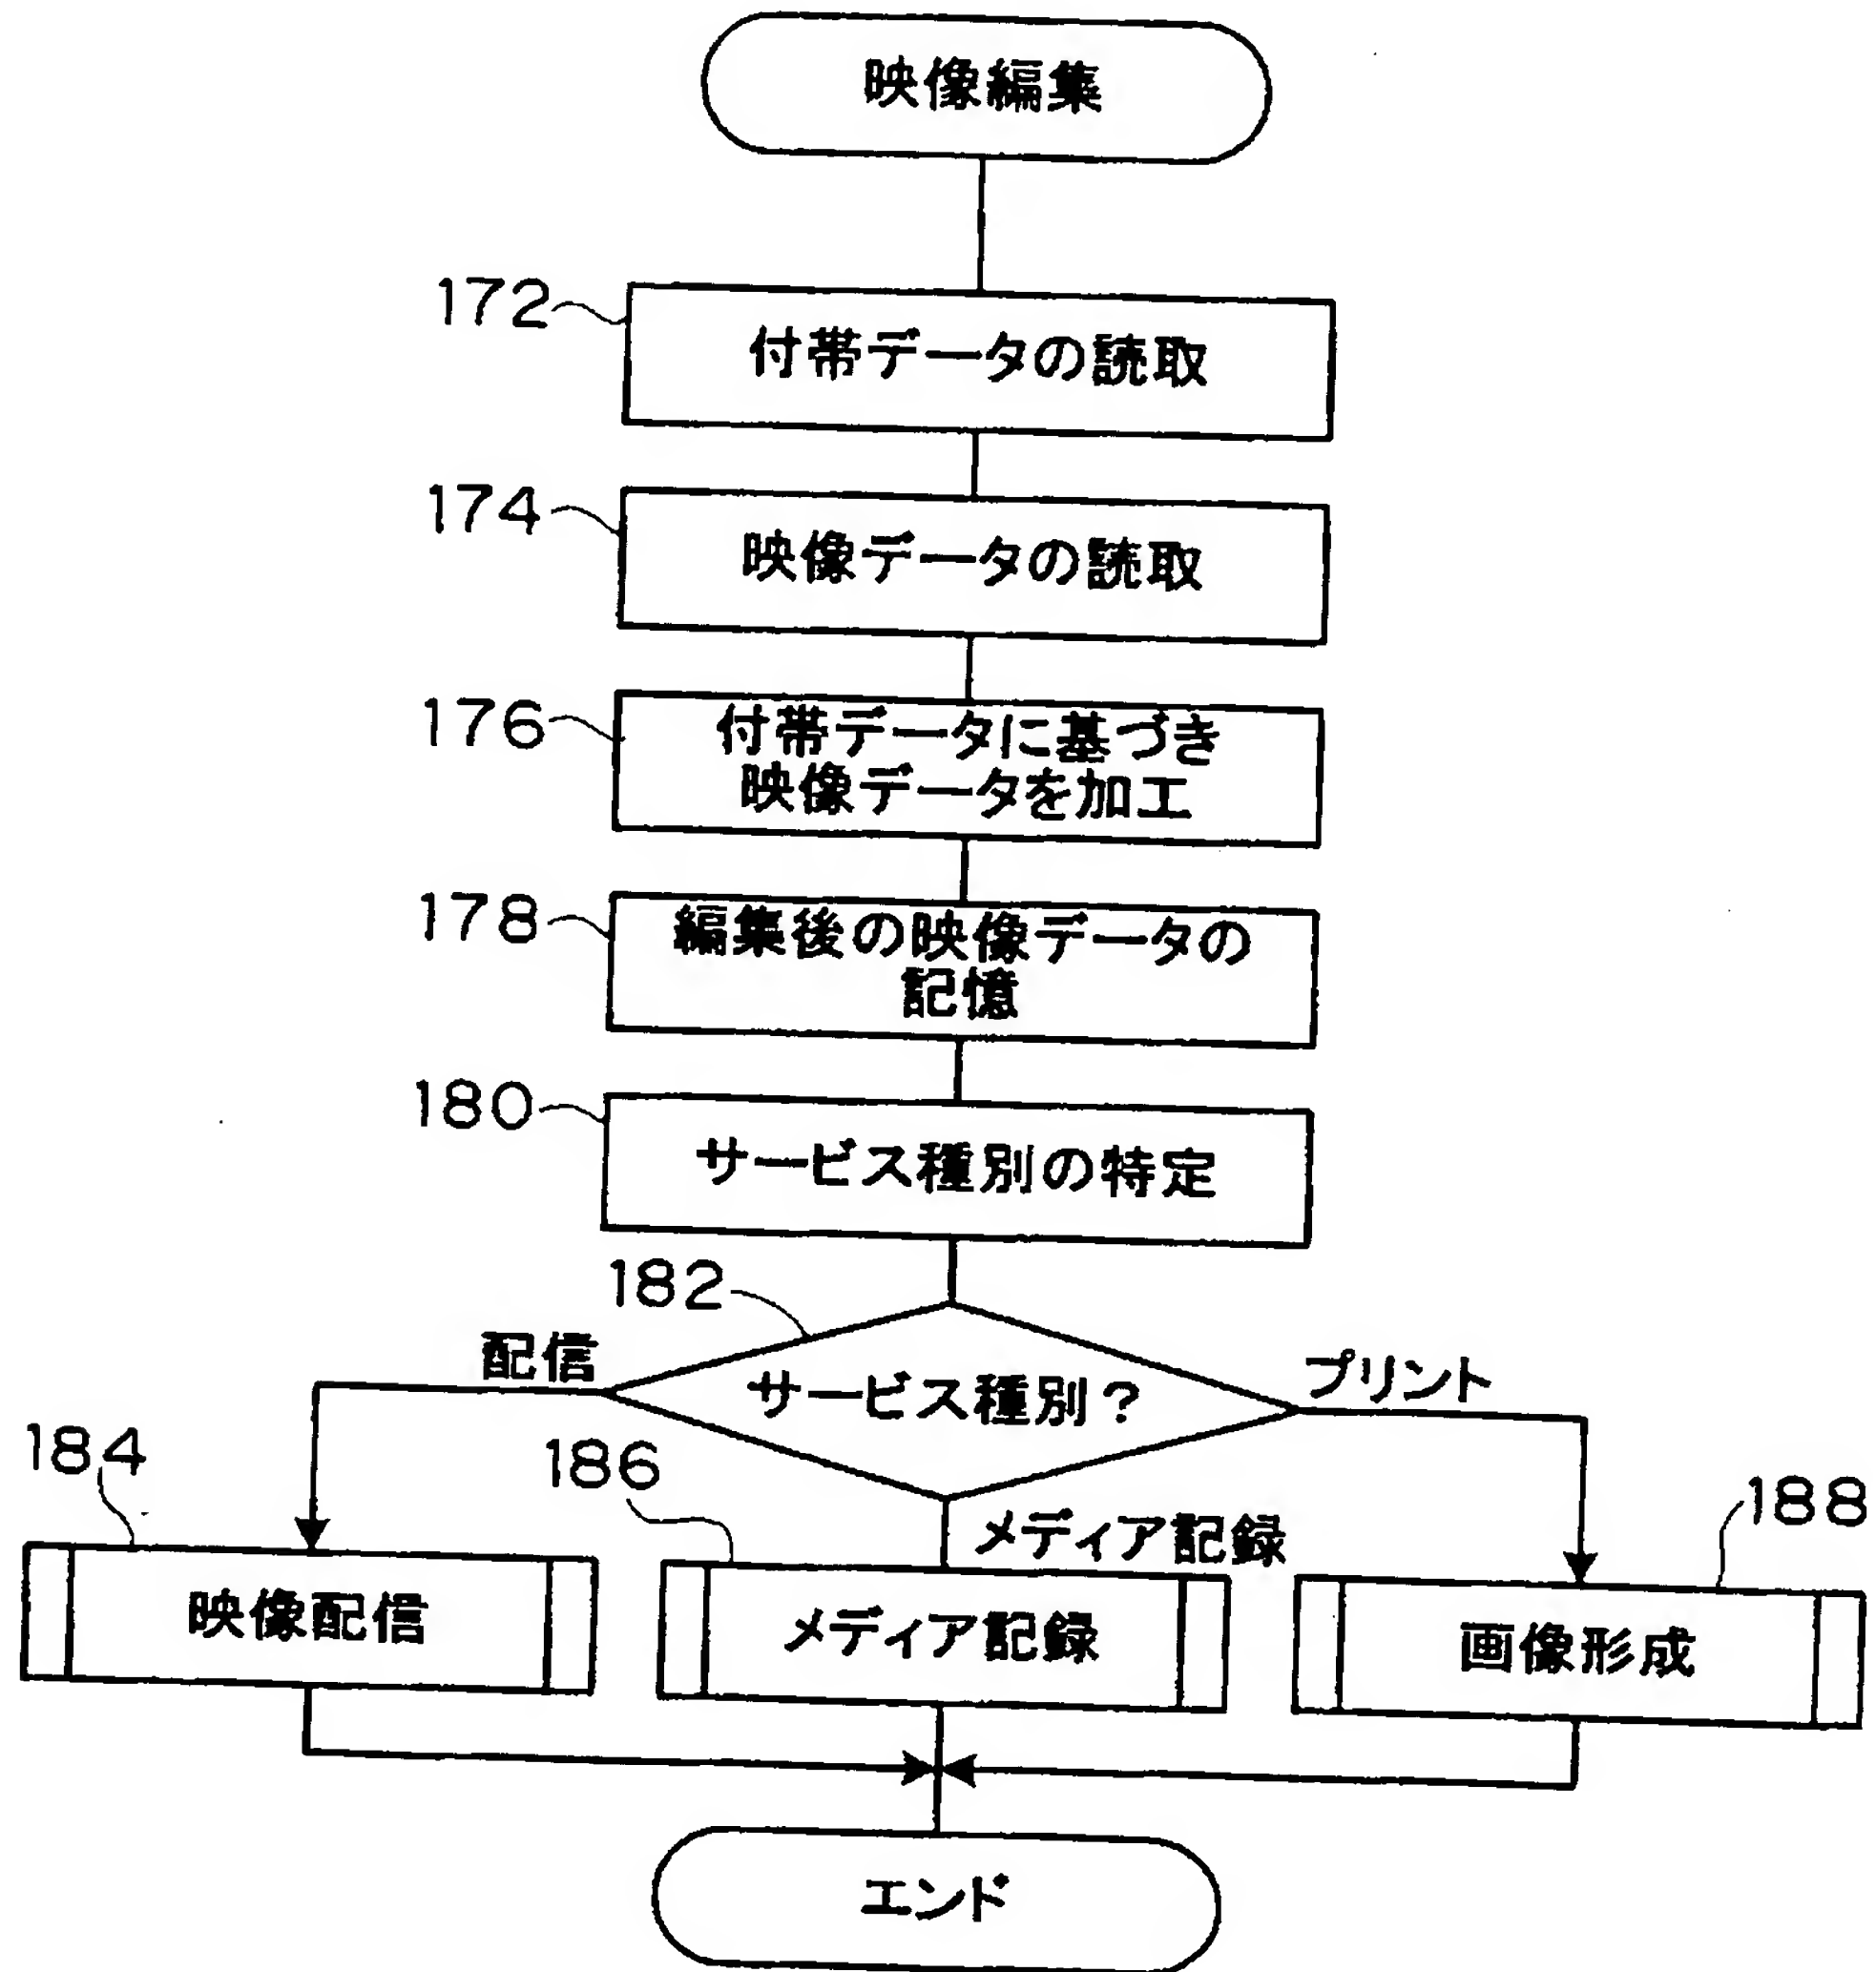 映像編集
172
付帯データの読取
174
映像データの読取
176
付帯データに基づき
映像データを加工
178
編集後の映像データの
記憶
180
サービス種別の特定
182
配信
サービス種別？
プリント
184
186
メディア記録
188
映像配信
メディア記録
画像形成
エンド